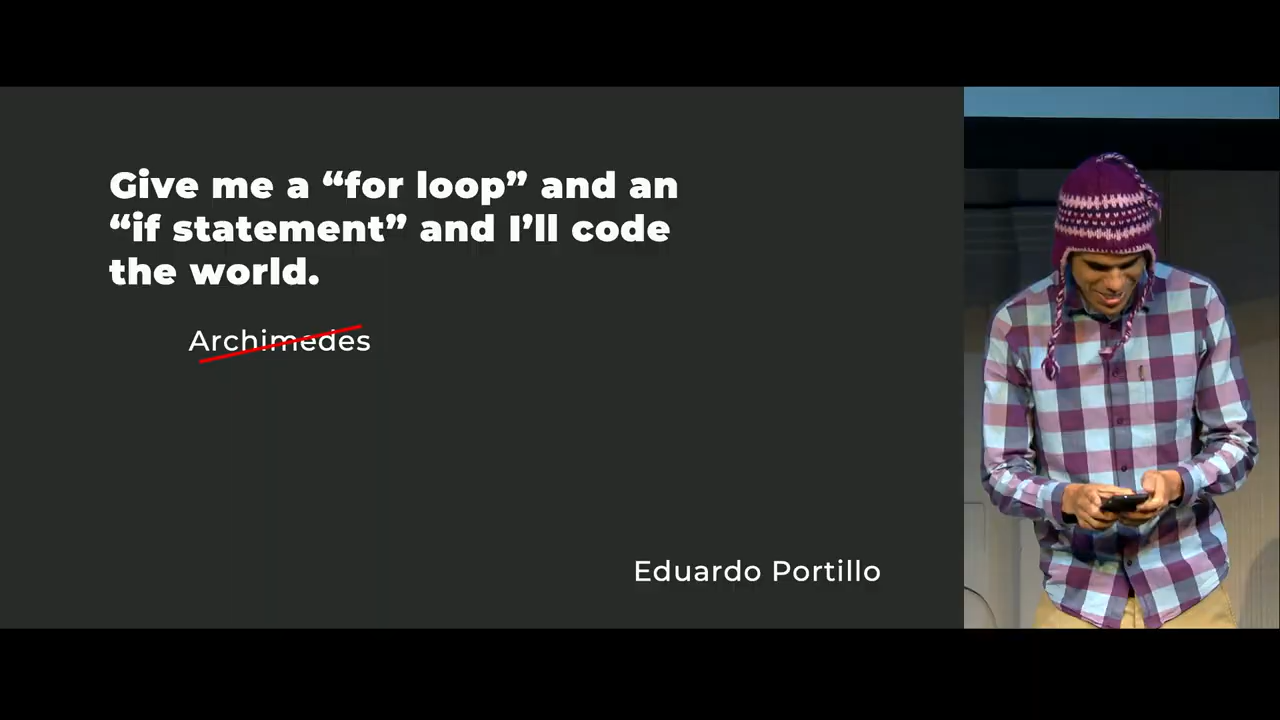 Give me a “for loop” and an
“if statement” and I’ll code
the world.
Archimedes
Eduardo Portillo